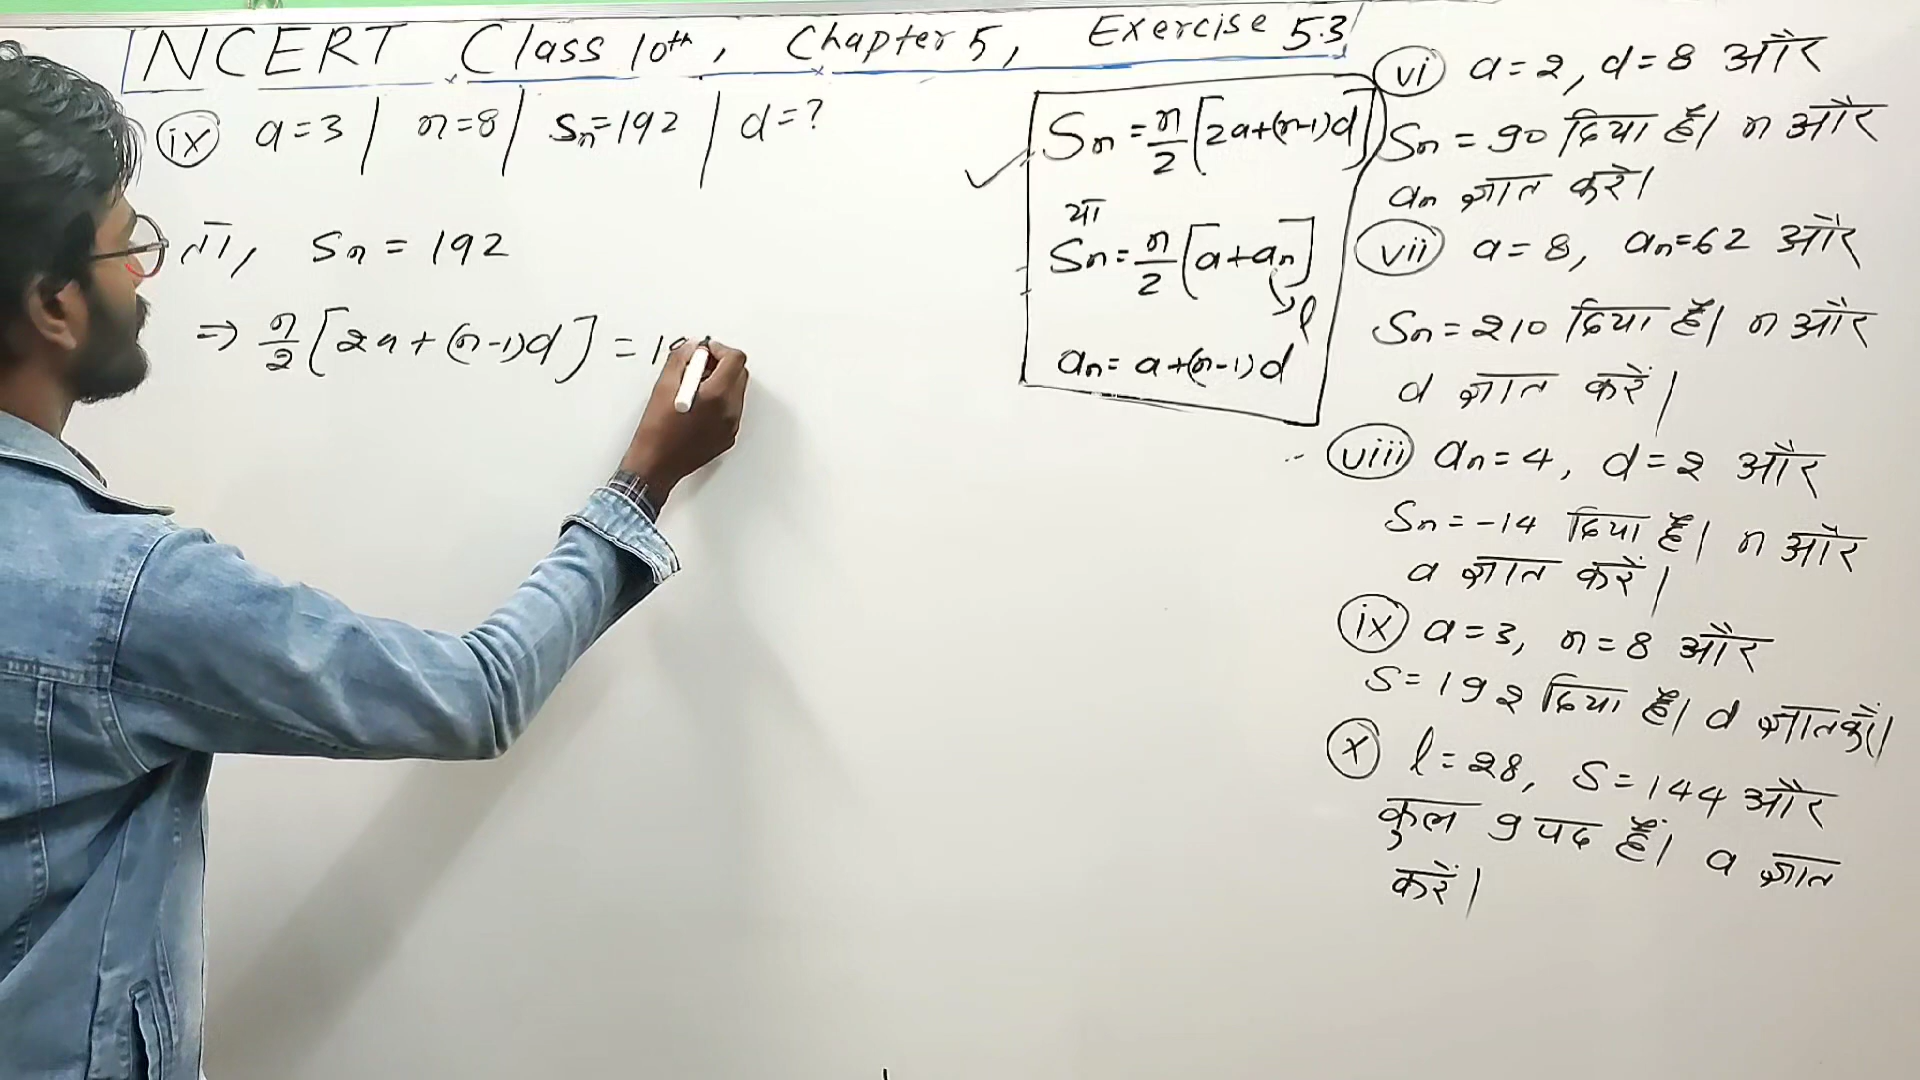 NCERT Class 10th, Chapter 5, Exercise 5.3
ix a=3 | n=8 | Sn=192 | d=?
Sn = 192
⇒ n/2 [2a+(n-1)d] = 19
Sn = n/2 [2a+(n-1)d]
या
Sn = n/2 [a+an]
l
an = a+(n-1)d
vi a=2, d=8 और
Sn = 90 दिया है। n और
an ज्ञात करें।
vii a=8, an=62 और
Sn=210 दिया है। n और
d ज्ञात करें।
viii an=4, d=2 और
Sn=-14 दिया है। n और
a ज्ञात करें।
ix a=3, n=8 और
S=192 दिया है। d ज्ञात करें।
x l=28, S=144 और
कुल 9 पद हैं। a ज्ञात
करें।